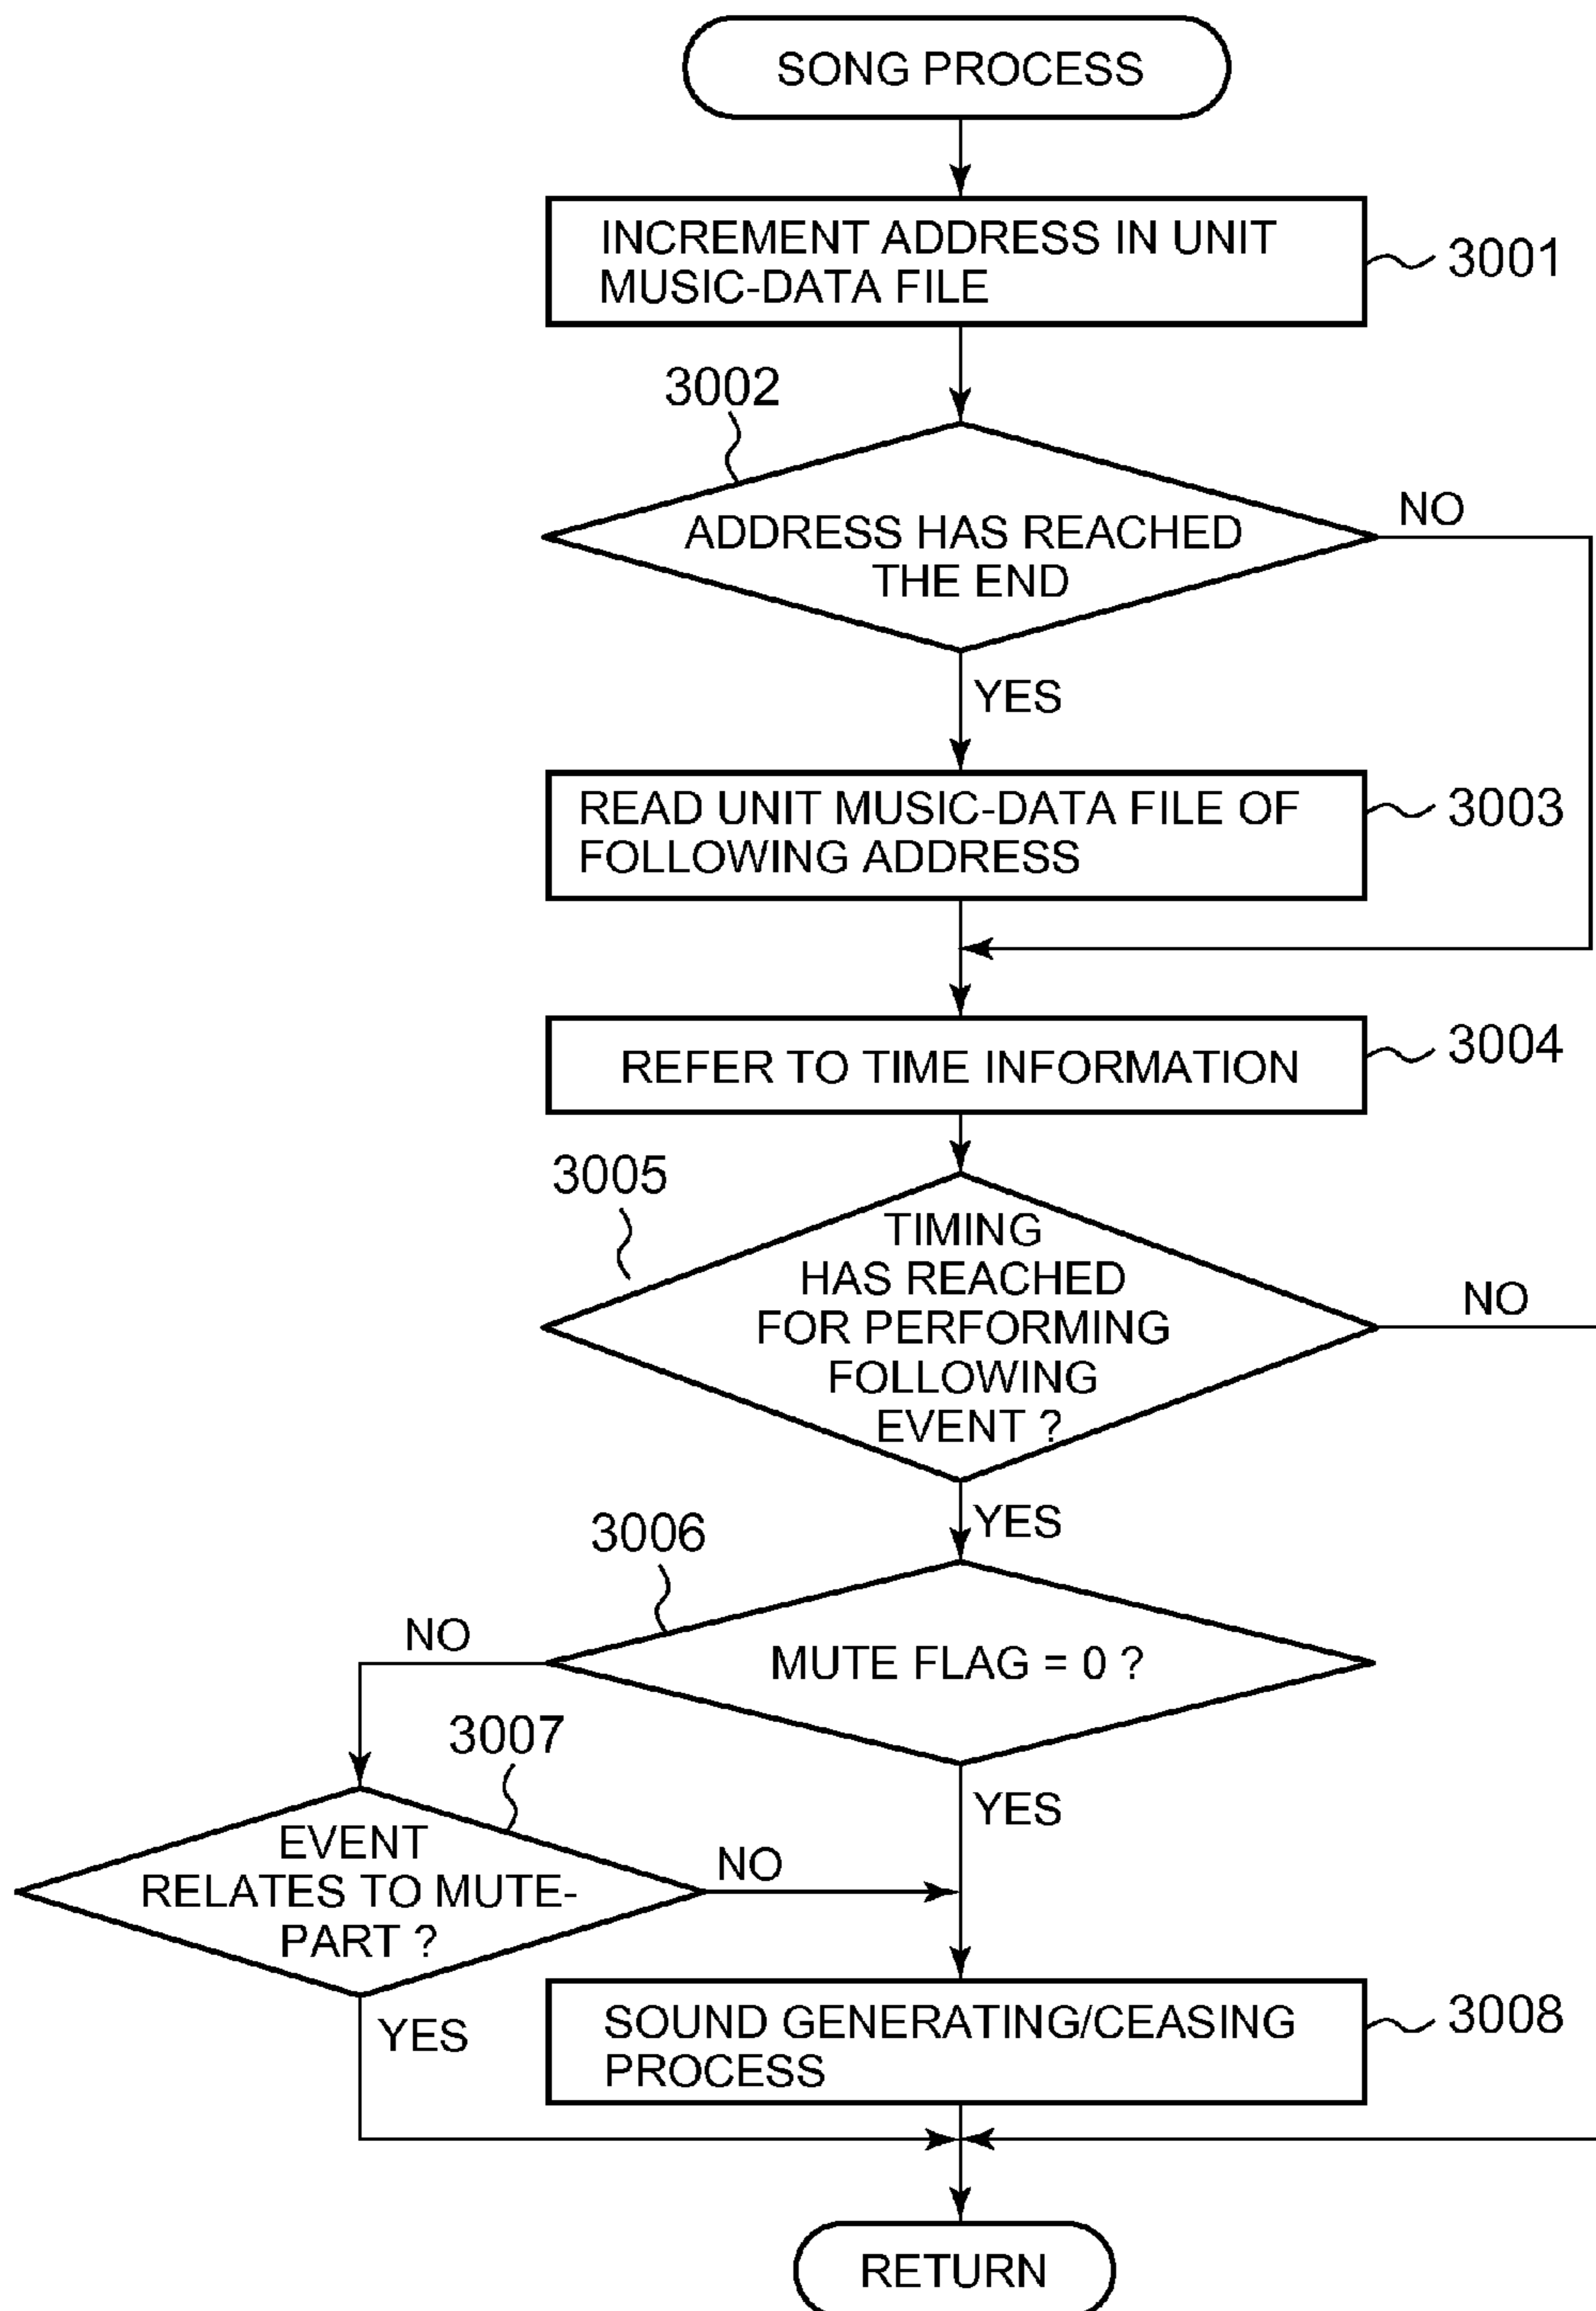 SONG PROCESS
INCREMENT ADDRESS IN UNIT
MUSIC-DATA FILE
3001
3002
ADDRESS HAS REACHED
THE END
NO
YES
READ UNIT MUSIC-DATA FILE OF
FOLLOWING ADDRESS
3003
REFER TO TIME INFORMATION
3004
3005
TIMING
HAS REACHED
FOR PERFORMING
FOLLOWING
EVENT ?
NO
YES
3006
MUTE FLAG = 0 ?
NO
YES
3007
EVENT
RELATES TO MUTE-
PART ?
NO
YES
SOUND GENERATING/CEASING
PROCESS
3008
RETURN